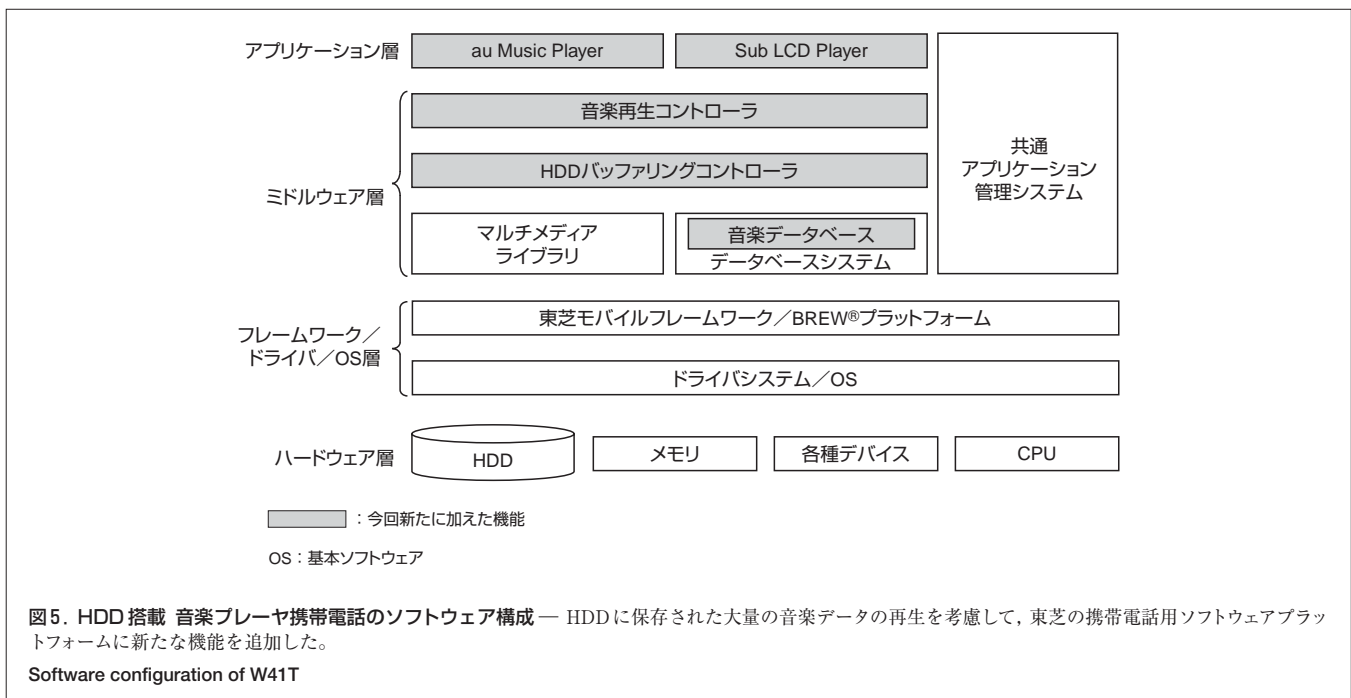 アプリケーション層
au Music Player
Sub LCD Player
共通
アプリケーション
管理システム
ミドルウェア層
音楽再生コントローラ
HDDバッファリングコントローラ
マルチメディア
ライブラリ
音楽データベース
データベースシステム
フレームワーク／
ドライバ／OS層
東芝モバイルフレームワーク／BREW®プラットフォーム
ドライバシステム／OS
ハードウェア層
HDD
メモリ
各種デバイス
CPU
：今回新たに加えた機能
OS：基本ソフトウェア
図5．HDD搭載 音楽プレーヤ携帯電話のソフトウェア構成 ― HDDに保存された大量の音楽データの再生を考慮して，東芝の携帯電話用ソフトウェアプラッ
トフォームに新たな機能を追加した。
Software configuration of W41T